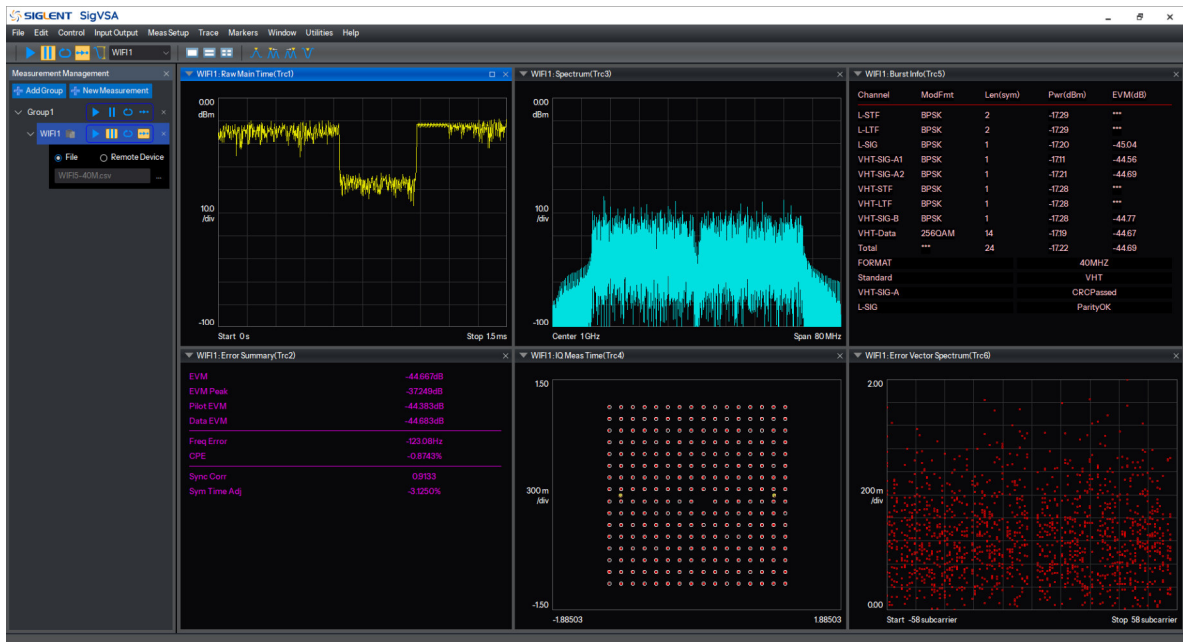 SIGLENT SigVSA
File Edit Control Input Output Meas Setup Trace Markers Window Utilities Help
WIFI1
Measurement Management
Add Group New Measurement
Group1
WIFI1
File Remote Device
WIFI5-40M.csv ...
WIFI1: Raw Main Time(Trc1)
0.00
dBm
10.0
/div
-100
Start 0 s Stop 1.5 ms
WIFI1: Spectrum(Trc3)
0.00
dBm
10.0
/div
-100
Center 1 GHz Span 80 MHz
WIFI1: Burst Info(Trc5)
Channel ModFmt Len(sym) Pwr(dBm) EVM(dB)
L-STF BPSK 2 -17.29 ***
L-LTF BPSK 2 -17.29 ***
L-SIG BPSK 1 -17.20 -45.04
VHT-SIG-A1 BPSK 1 -17.11 -44.56
VHT-SIG-A2 BPSK 1 -17.21 -44.69
VHT-STF BPSK 1 -17.28 ***
VHT-LTF BPSK 1 -17.28 ***
VHT-SIG-B BPSK 1 -17.28 -44.77
VHT-Data 256QAM 14 -17.19 -44.67
Total *** 24 -17.22 -44.69
FORMAT 40MHZ
Standard VHT
VHT-SIG-A CRCPassed
L-SIG ParityOK
WIFI1: Error Summary(Trc2)
EVM -44.667dB
EVM Peak -37.249dB
Pilot EVM -44.363dB
Data EVM -44.683dB
Freq Error -123.08Hz
CPE -0.8743%
Sync Corr 0.9133
Sym Time Adj -3.1250%
WIFI1: IQ Meas Time(Trc4)
1.50
300 m
/div
-1.50
-1.88503 1.88503
WIFI1: Error Vector Spectrum(Trc6)
2.00
200 m
/div
0.00
Start -58 subcarrier Stop 58 subcarrier